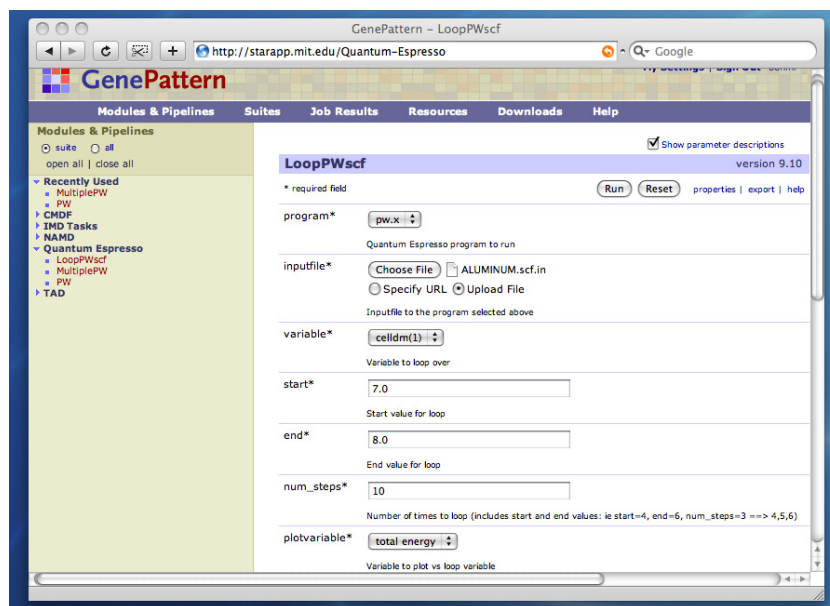 GenePattern – LoopPWscf
http://starapp.mit.edu/Quantum-Espresso
Google
GenePattern
Modules & Pipelines Suites Job Results Resources Downloads Help
Modules & Pipelines
suite all
open all | close all
Recently Used
MultiplePW
PW
CMDF
IMD Tasks
NAMD
Quantum Espresso
LoopPWscf
MultiplePW
PW
TAD
Show parameter descriptions
LoopPWscf version 9.10
* required field Run Reset properties | export | help
program* pw.x
Quantum Espresso program to run
inputfile* Choose File ALUMINUM.scf.in
Specify URL Upload File
Inputfile to the program selected above
variable* celldm(1)
Variable to loop over
start* 7.0
Start value for loop
end* 8.0
End value for loop
num_steps* 10
Number of times to loop (includes start and end values: ie start=4, end=6, num_steps=3 ==> 4,5,6)
plotvariable* total energy
Variable to plot vs loop variable